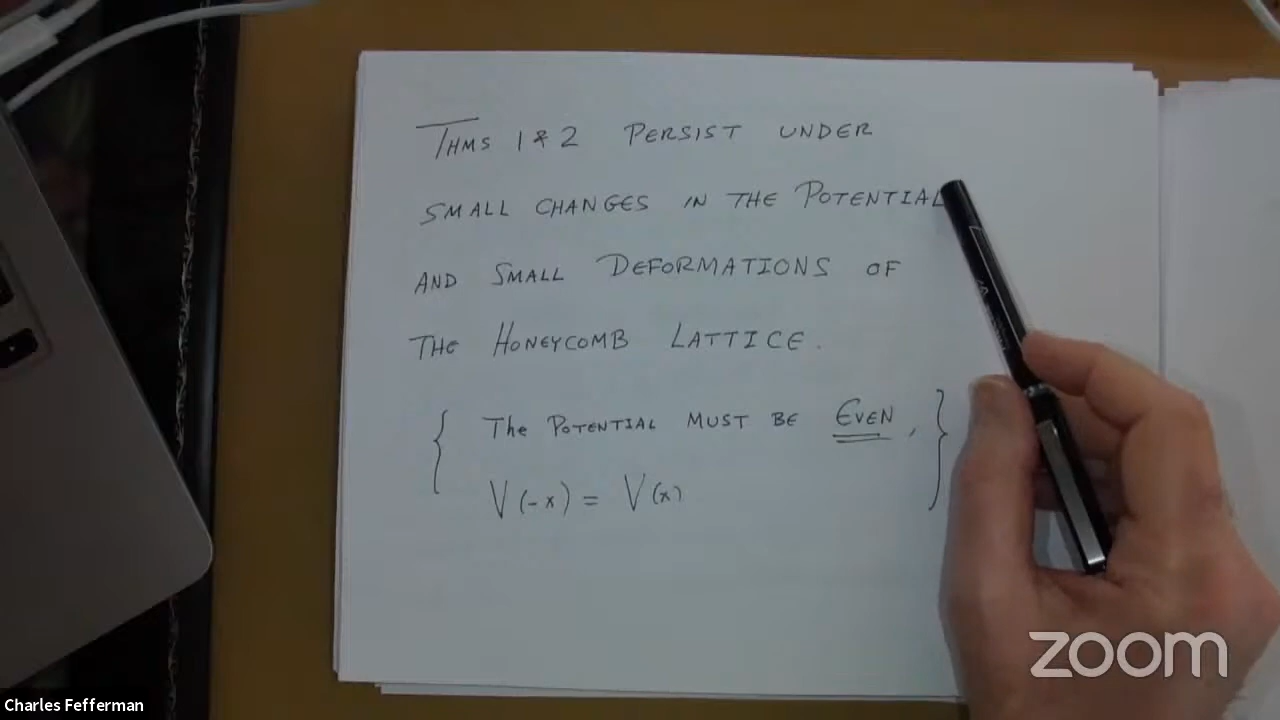 THMS 1 & 2 PERSIST UNDER
SMALL CHANGES IN THE POTENTIAL
AND SMALL DEFORMATIONS OF
THE HONEYCOMB LATTICE.
{ The POTENTIAL MUST BE EVEN, }
V(-x) = V(x)
zoom
Charles Fefferman